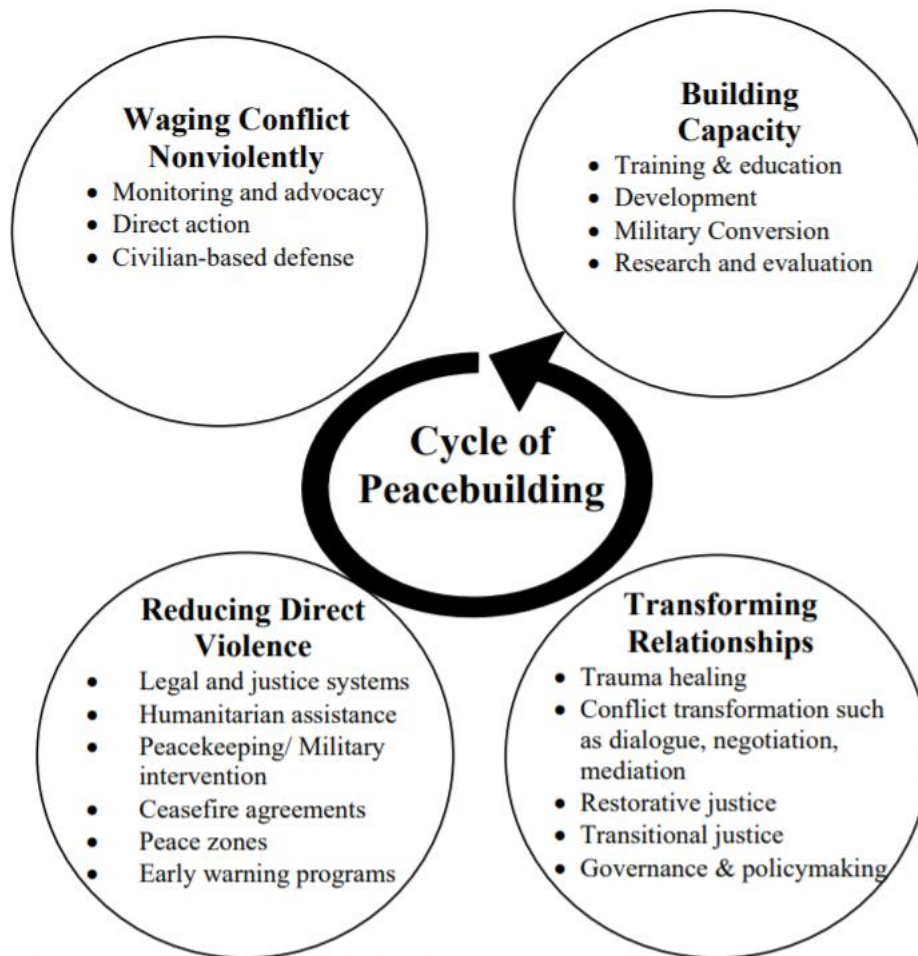 Waging Conflict
Nonviolently
• Monitoring and advocacy
• Direct action
• Civilian-based defense
Building
Capacity
• Training & education
• Development
• Military Conversion
• Research and evaluation
Cycle of
Peacebuilding
Reducing Direct
Violence
• Legal and justice systems
• Humanitarian assistance
• Peacekeeping/ Military
intervention
• Ceasefire agreements
• Peace zones
• Early warning programs
Transforming
Relationships
• Trauma healing
• Conflict transformation such
as dialogue, negotiation,
mediation
• Restorative justice
• Transitional justice
• Governance & policymaking